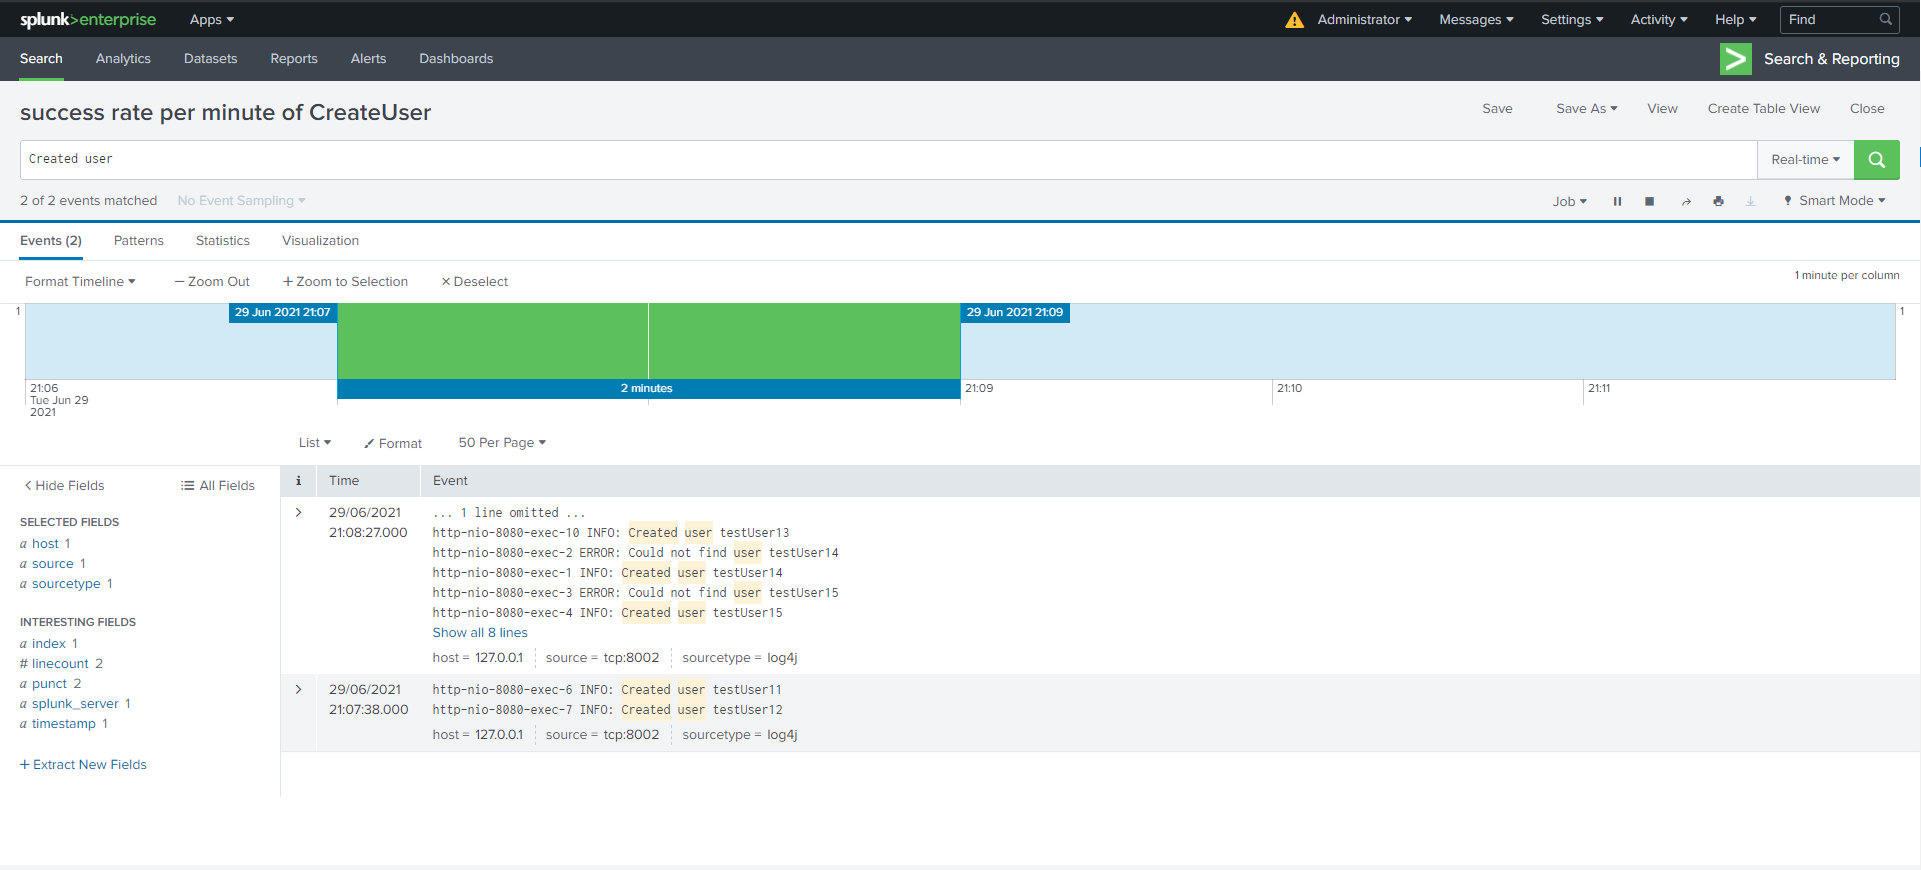 splunk>enterprise Apps Administrator Messages Settings Activity Help Find
Search Analytics Datasets Reports Alerts Dashboards Search & Reporting
success rate per minute of CreateUser Save Save As View Create Table View Close
Created user Real-time
2 of 2 events matched No Event Sampling Job Smart Mode
Events (2) Patterns Statistics Visualization
Format Timeline — Zoom Out + Zoom to Selection × Deselect 1 minute per column
1 29 Jun 2021 21:07 29 Jun 2021 21:09 1
21:06 2 minutes 21:09 21:10 21:11
Tue Jun 29
2021
List Format 50 Per Page
< Hide Fields All Fields i Time Event
SELECTED FIELDS
a host 1
a source 1
a sourcetype 1
INTERESTING FIELDS
a index 1
# linecount 2
a punct 2
a splunk_server 1
a timestamp 1
+ Extract New Fields
> 29/06/2021 ... 1 line omitted ...
21:08:27.000 http-nio-8080-exec-10 INFO: Created user testUser13
http-nio-8080-exec-2 ERROR: Could not find user testUser14
http-nio-8080-exec-1 INFO: Created user testUser14
http-nio-8080-exec-3 ERROR: Could not find user testUser15
http-nio-8080-exec-4 INFO: Created user testUser15
Show all 8 lines
host = 127.0.0.1 source = tcp:8002 sourcetype = log4j
> 29/06/2021 http-nio-8080-exec-6 INFO: Created user testUser11
21:07:38.000 http-nio-8080-exec-7 INFO: Created user testUser12
host = 127.0.0.1 source = tcp:8002 sourcetype = log4j